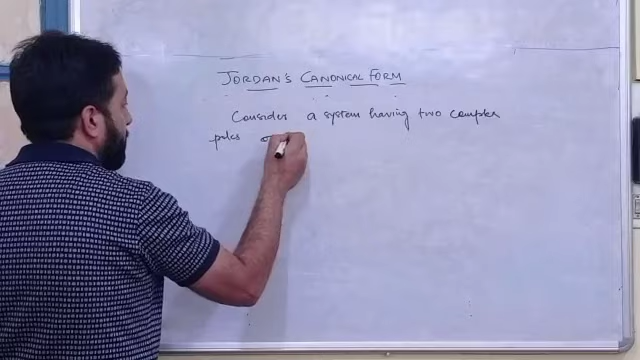 JORDAN'S CANONICAL FORM
Consider a system having two complex
poles